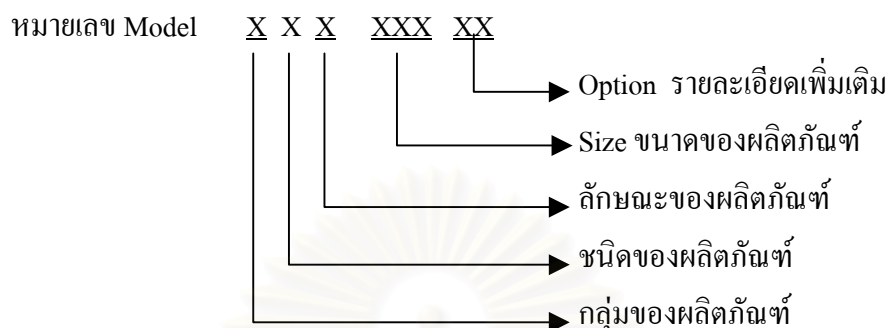 หมายเลข Model X X X XXX XX
Option รายละเอียดเพิ่มเติม
Size ขนาดของผลิตภัณฑ์
ลักษณะของผลิตภัณฑ์
ชนิดของผลิตภัณฑ์
กลุ่มของผลิตภัณฑ์